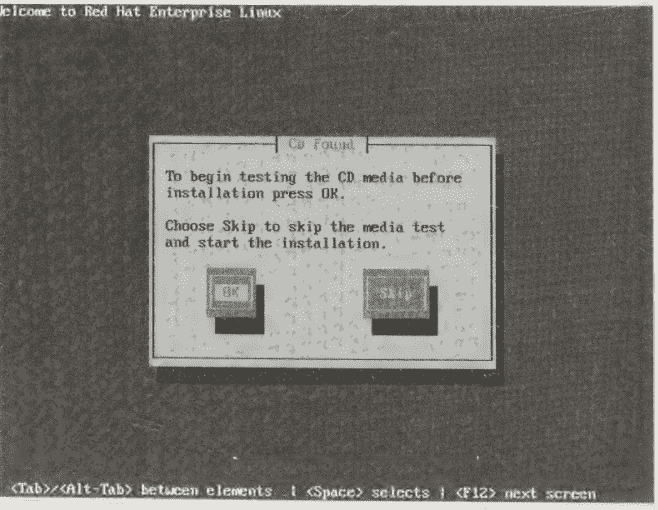 elcome to Red Hat Enterprise Linux
CD Found
To begin testing the CD media before
installation press OK.
Choose Skip to skip the media test
and start the installation.
OK
Skip
<Tab>/<Alt-Tab> between elements | <Space> selects | <F12> next screen